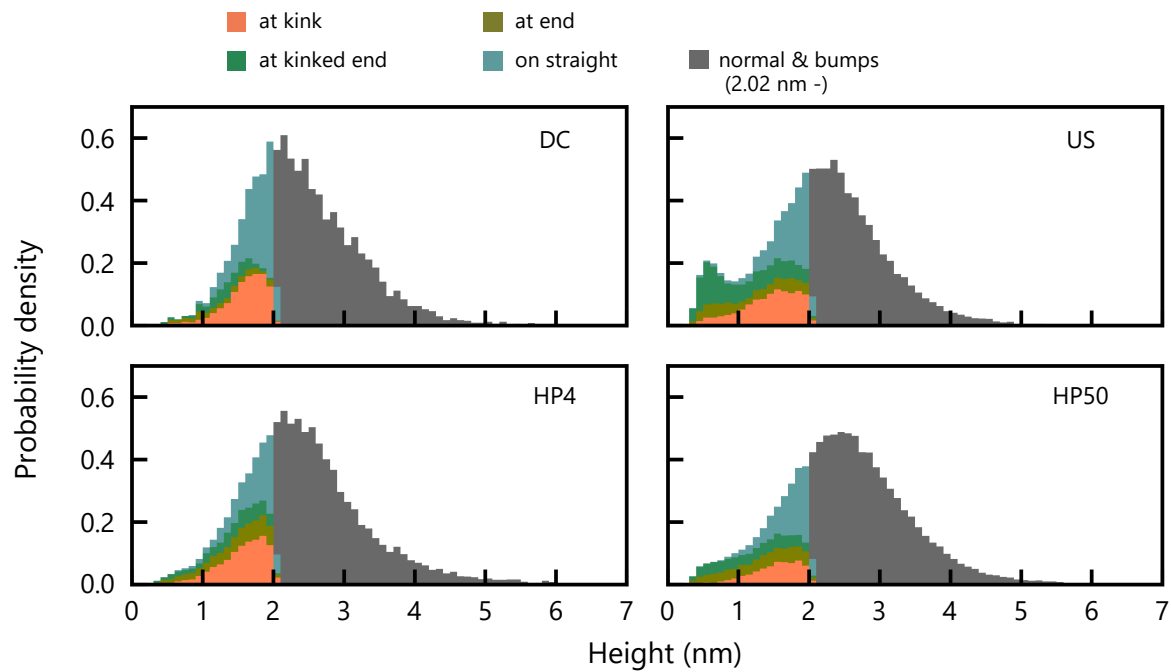 at kink
at end
at kinked end
on straight
normal & bumps
(2.02 nm -)
Probability density
0.6
0.4
0.2
0.0
DC
US
0.6
0.4
0.2
0.0
HP4
HP50
0 1 2 3 4 5 6 7
0 1 2 3 4 5 6 7
Height (nm)